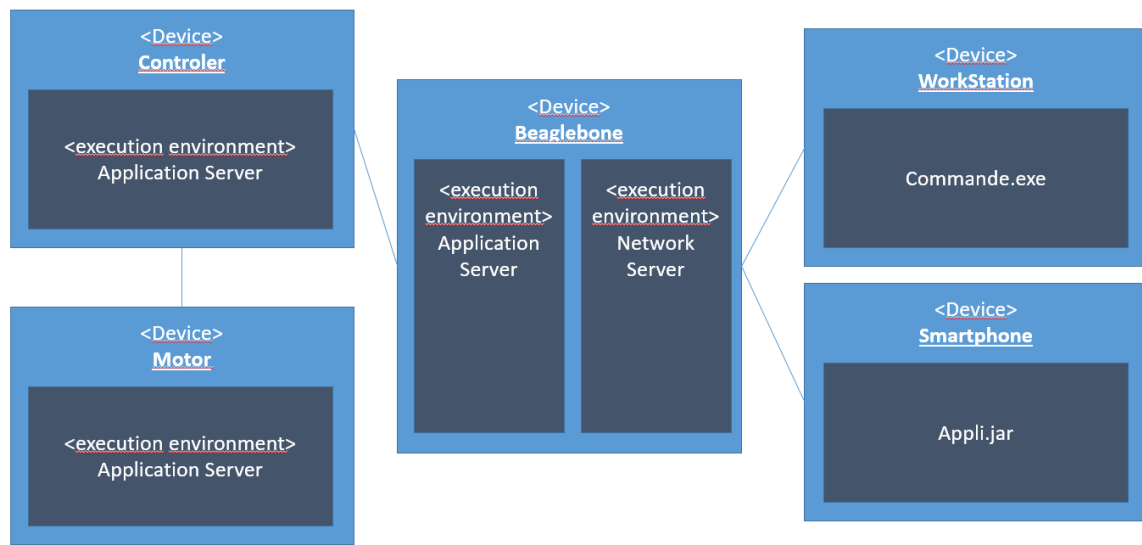 <Device>
Controler
<execution environment>
Application Server
<Device>
Motor
<execution environment>
Application Server
<Device>
Beaglebone
<execution
environment>
Application
Server
<execution
environment>
Network
Server
<Device>
WorkStation
Commande.exe
<Device>
Smartphone
Appli.jar